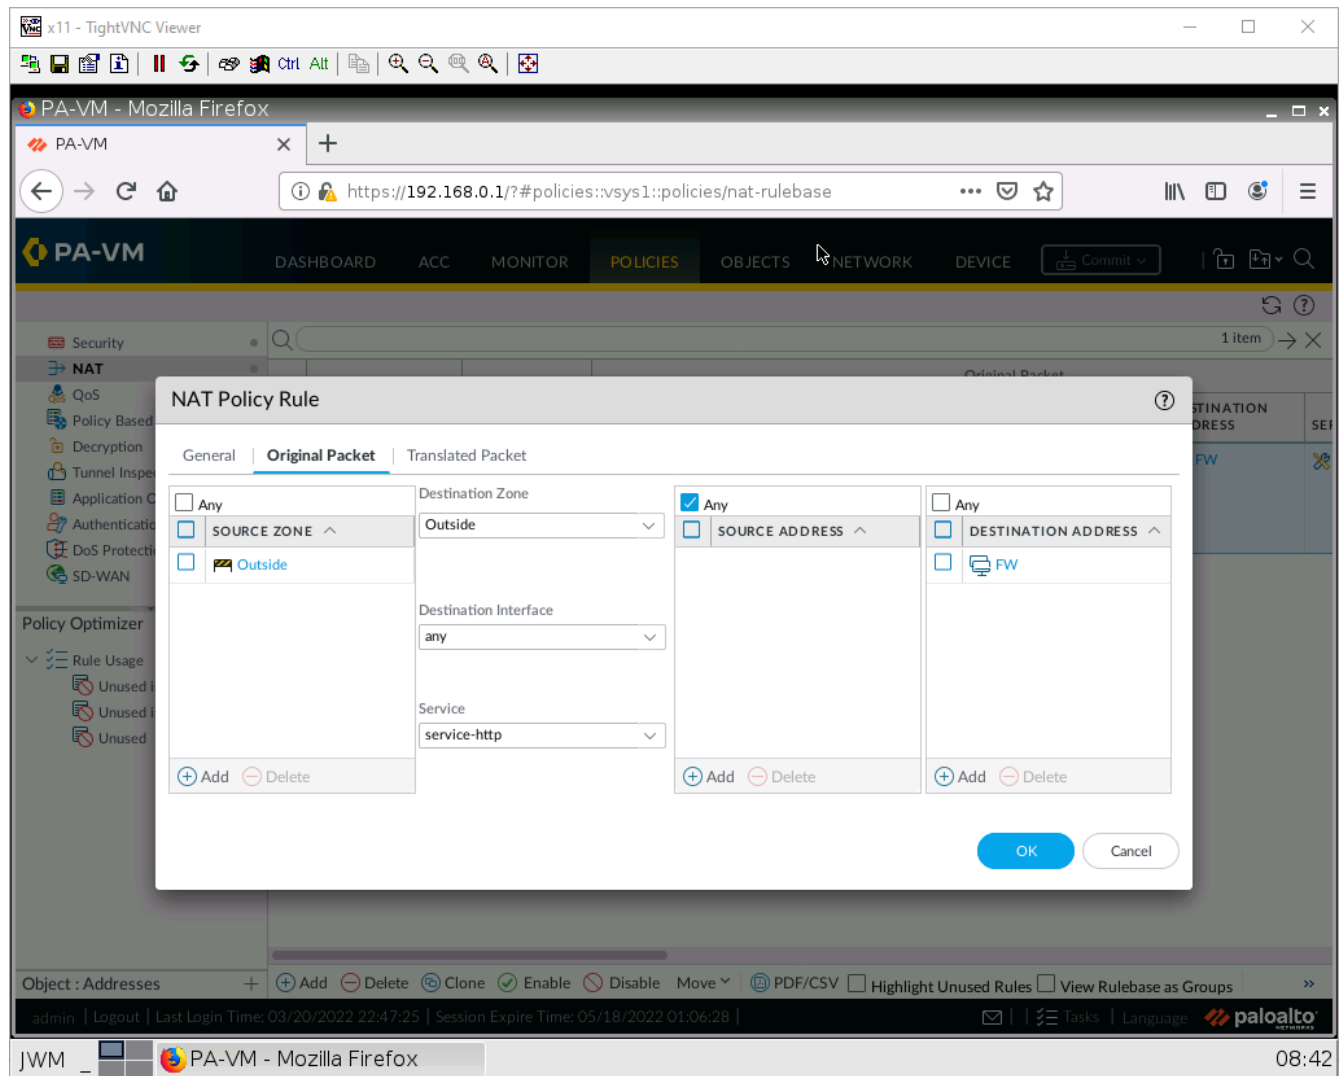 x11 - TightVNC Viewer
Ctrl Alt
PA-VM - Mozilla Firefox
PA-VM
https://192.168.0.1/?#policies::vsys1::policies/nat-rulebase
PA-VM
DASHBOARD ACC MONITOR POLICIES OBJECTS NETWORK DEVICE Commit
Security
1 item
NAT
Original Packet
QoS
Policy Based
Decryption
Tunnel Inspe
Application C
Authenticatio
DoS Protecti
SD-WAN
STINATION
DRESS
SER
FW
NAT Policy Rule
General Original Packet Translated Packet
Any
SOURCE ZONE
Outside
Add Delete
Destination Zone
Outside
Destination Interface
any
Service
service-http
Any
SOURCE ADDRESS
Add Delete
Any
DESTINATION ADDRESS
FW
Add Delete
OK Cancel
Policy Optimizer
Rule Usage
Unused i
Unused i
Unused
Object : Addresses
Add Delete Clone Enable Disable Move PDF/CSV Highlight Unused Rules View Rulebase as Groups
admin | Logout | Last Login Time: 03/20/2022 22:47:25 | Session Expire Time: 05/18/2022 01:06:28 |
Tasks | Language paloalto NETWORKS
JWM PA-VM - Mozilla Firefox 08:42